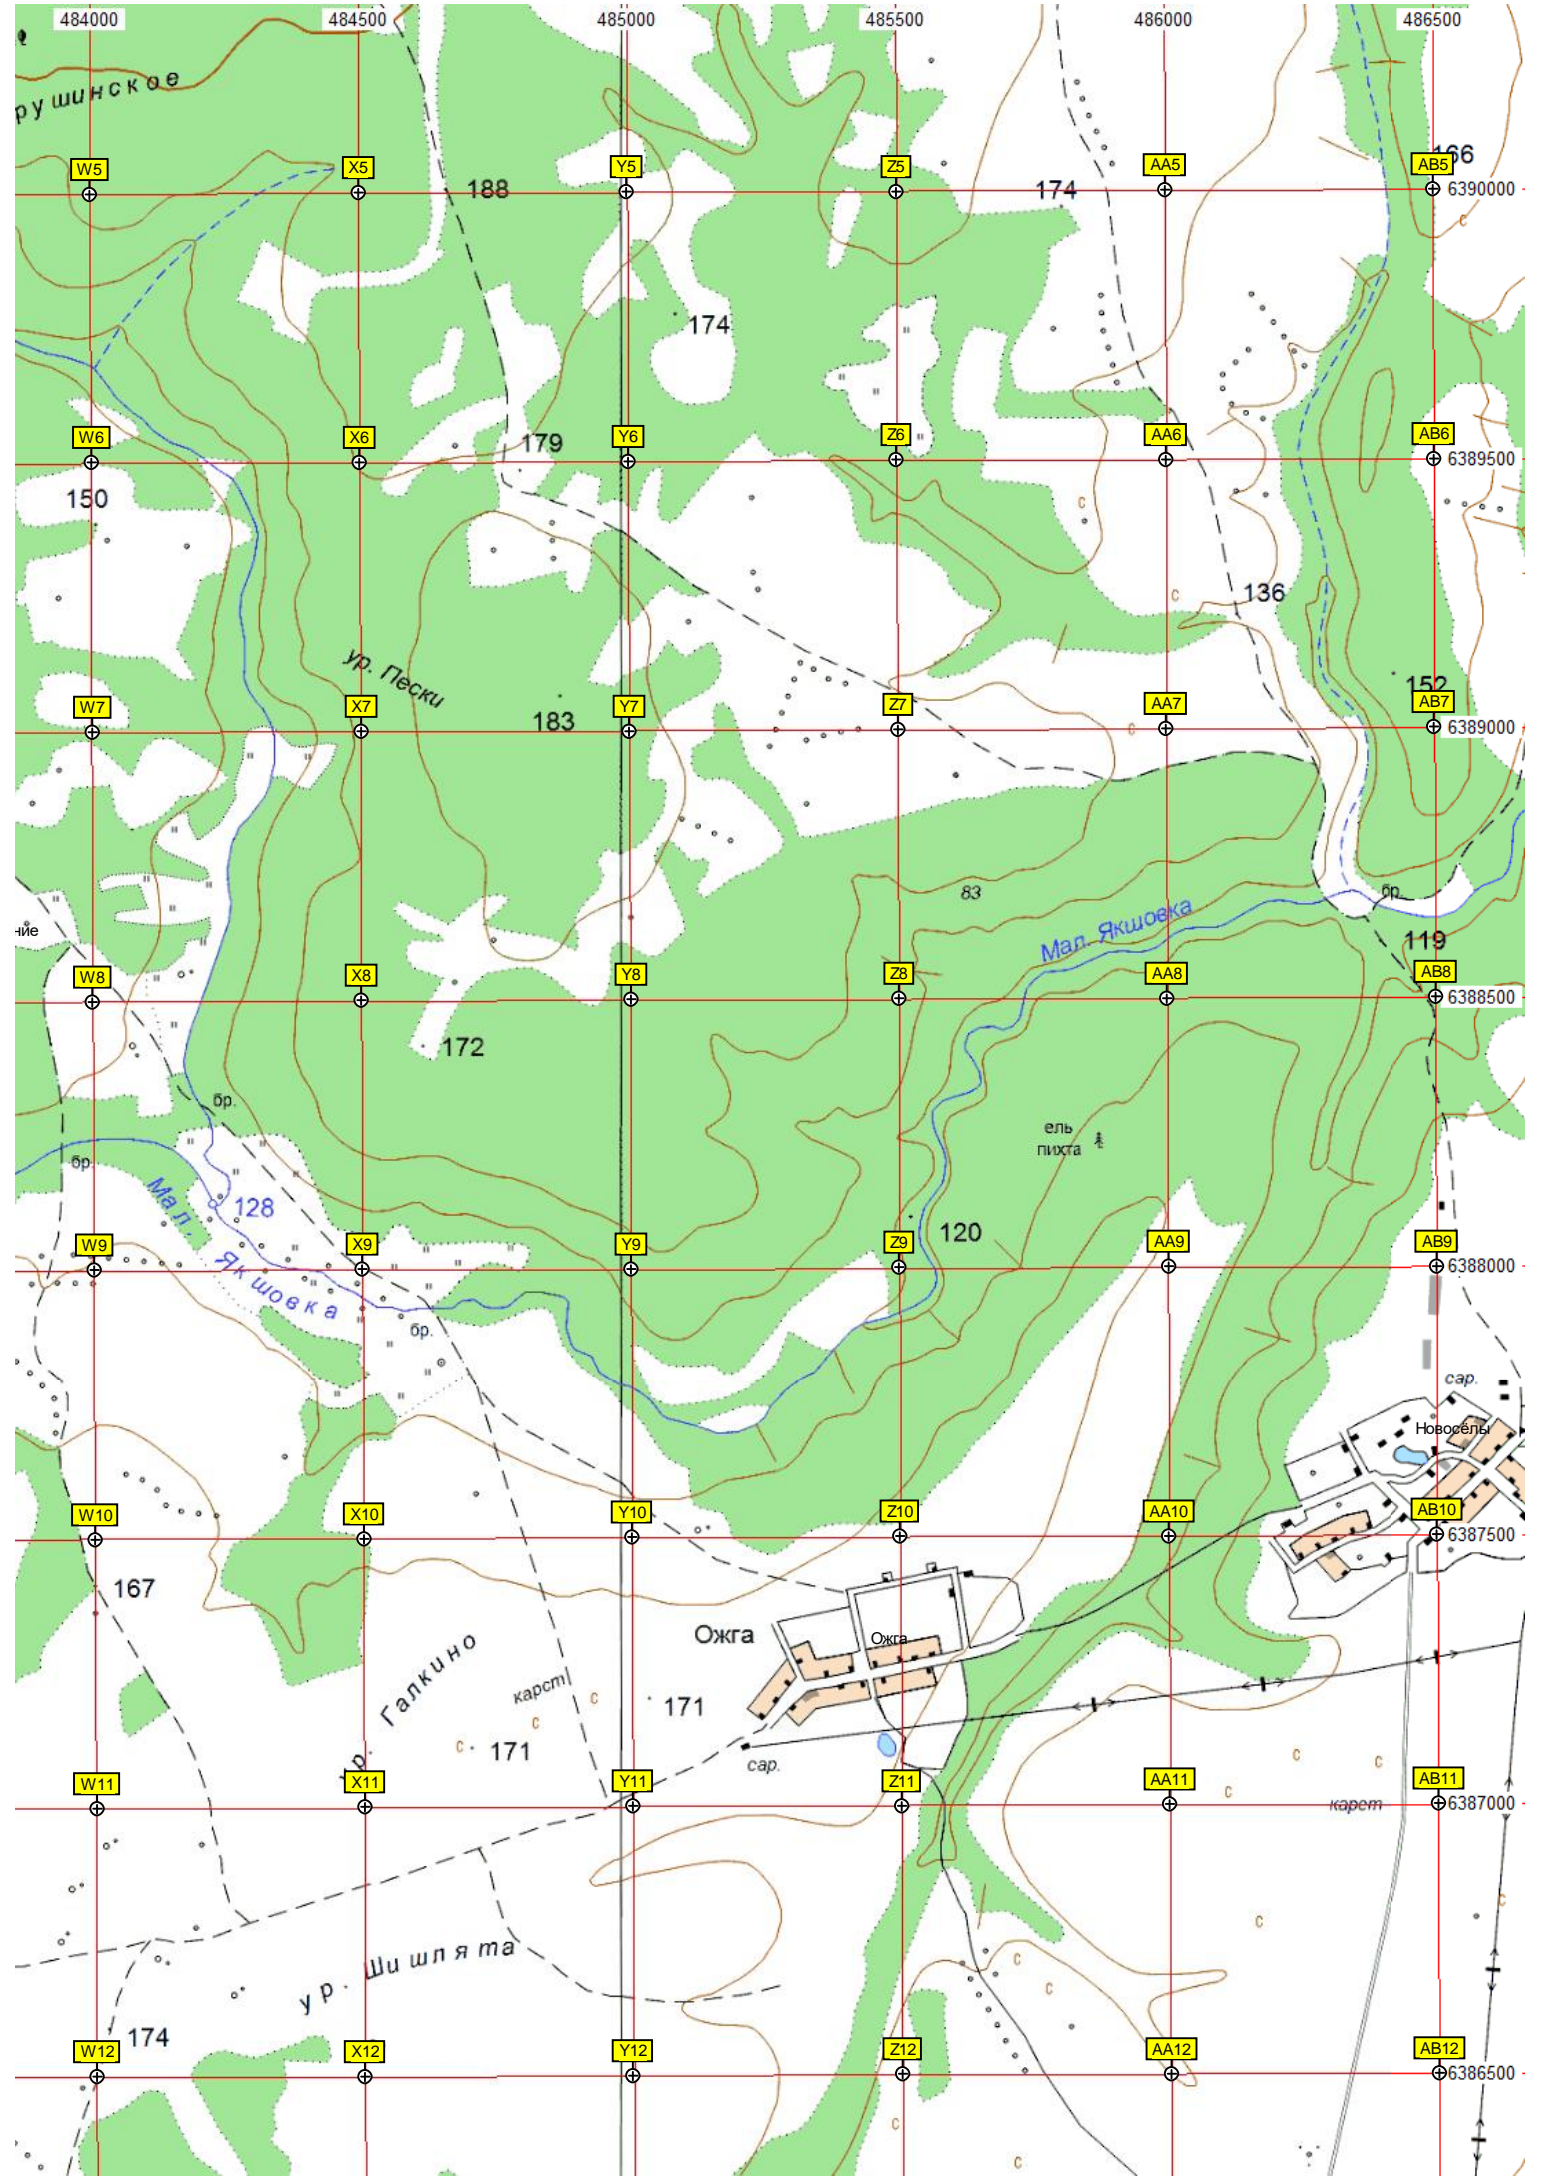 484000 484500 485000 485500 486000 486500
рушинское
W5 X5 Y5 Z5 AA5 AB5
166
188 174 6390000
174
W6 X6 Y6 Z6 AA6 AB6
179 6389500
150
136
ур. Пески
152
W7 X7 Y7 Z7 AA7 AB7
183 6389000
83 бр.
Мал. Якшовка
ние 119
W8 X8 Y8 Z8 AA8 AB8
6388500
172
бр.
ель
пихта
бр.
Мал. Якшовка
128
120
W9 X9 Y9 Z9 AA9 AB9
6388000
бр.
сар.
Новосёлы
W10 X10 Y10 Z10 AA10 AB10
6387500
167
Ожга Ожга
ур. Галкино
карст
с
171
с
с 171
сар.
с с с
W11 X11 Y11 Z11 AA11 AB11
карст 6387000
с с
ур. Шишлята
с
с
174
W12 X12 Y12 Z12 AA12 AB12
6386500
с
с